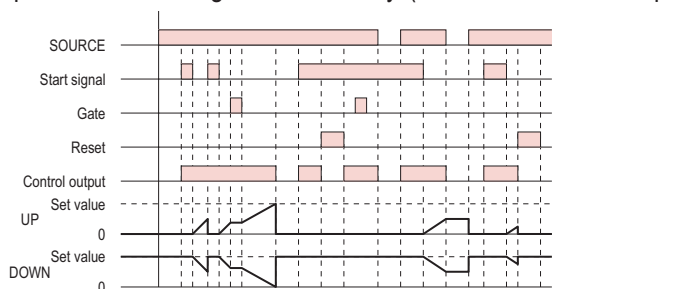 SOURCE
Start signal
Gate
Reset
Control output
Set value
UP
0
Set value
DOWN
0